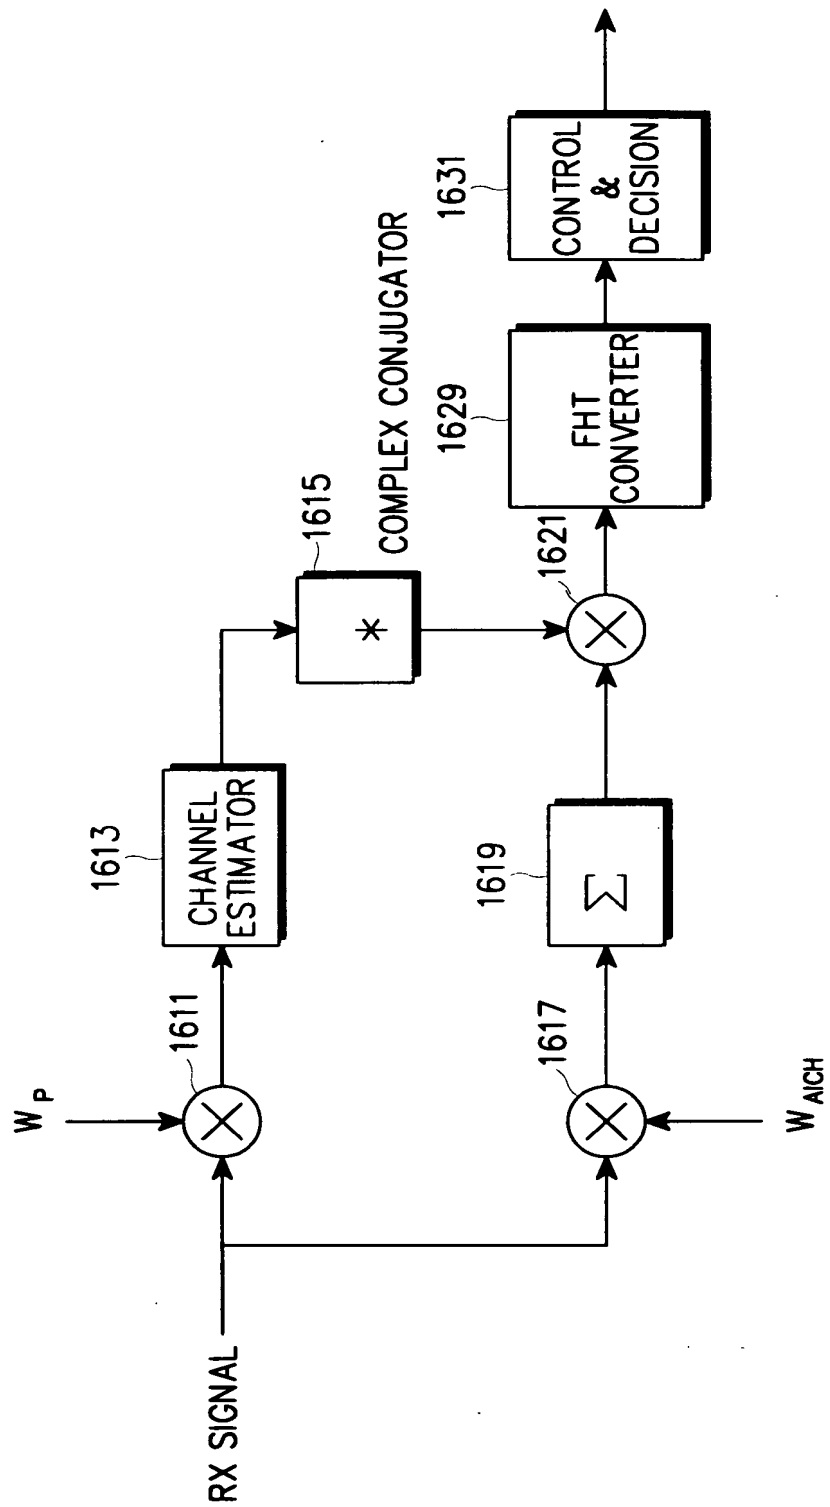 RX SIGNAL
W_P
1611
1613
CHANNEL
ESTIMATOR
1615
*
COMPLEX CONJUGATOR
W_AICH
1617
1619
Σ
1621
1629
FHT
CONVERTER
1631
CONTROL
&
DECISION